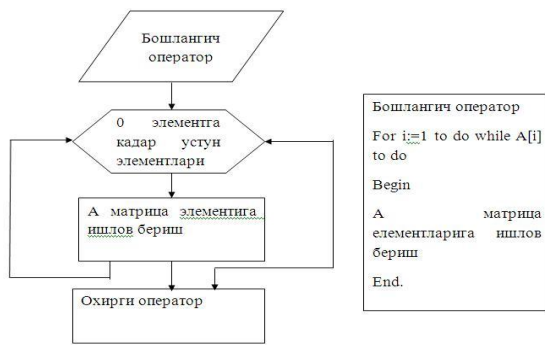 Бошлангич
оператор
0 элементга
кадар устун
элементлари
А матрица элементига
ишлов бериш
Охирги оператор
Бошлангич оператор
For i:=1 to do while A[i]
to do
Begin
А матрица
елементларига ишлов
бериш
End.